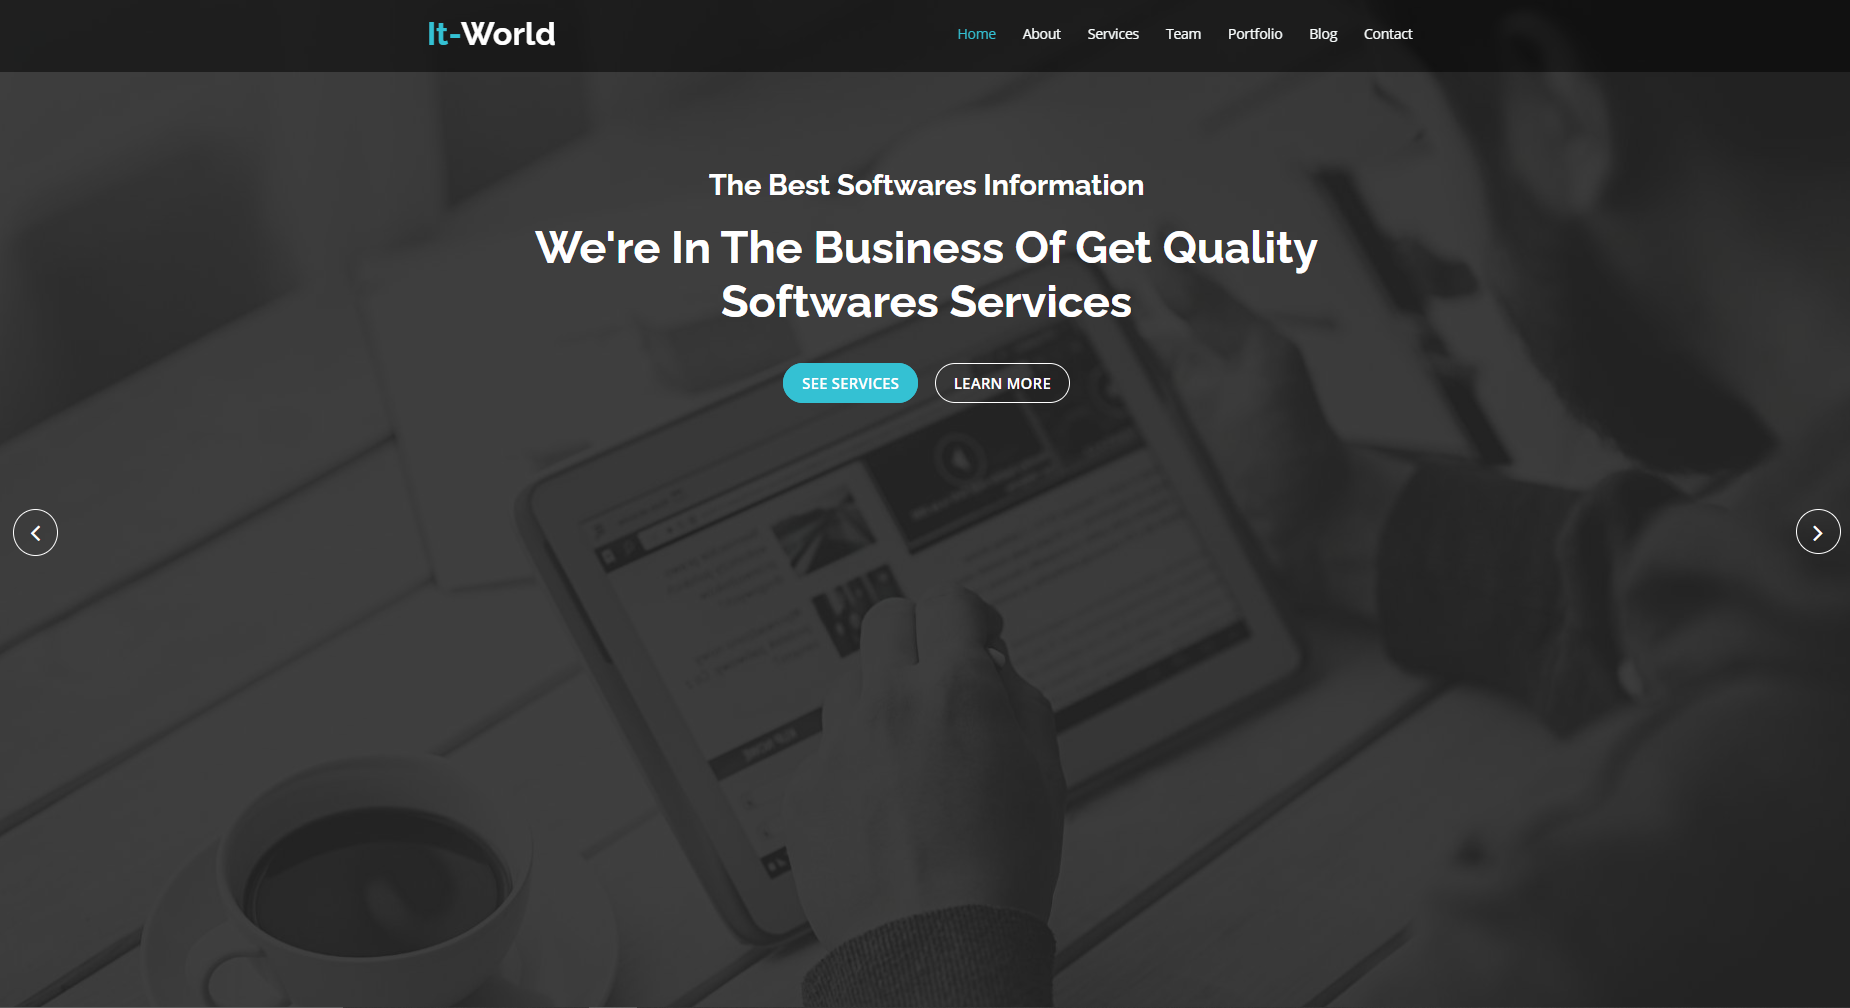 It-World
Home About Services Team Portfolio Blog Contact
The Best Softwares Information
We're In The Business Of Get Quality
Softwares Services
SEE SERVICES LEARN MORE